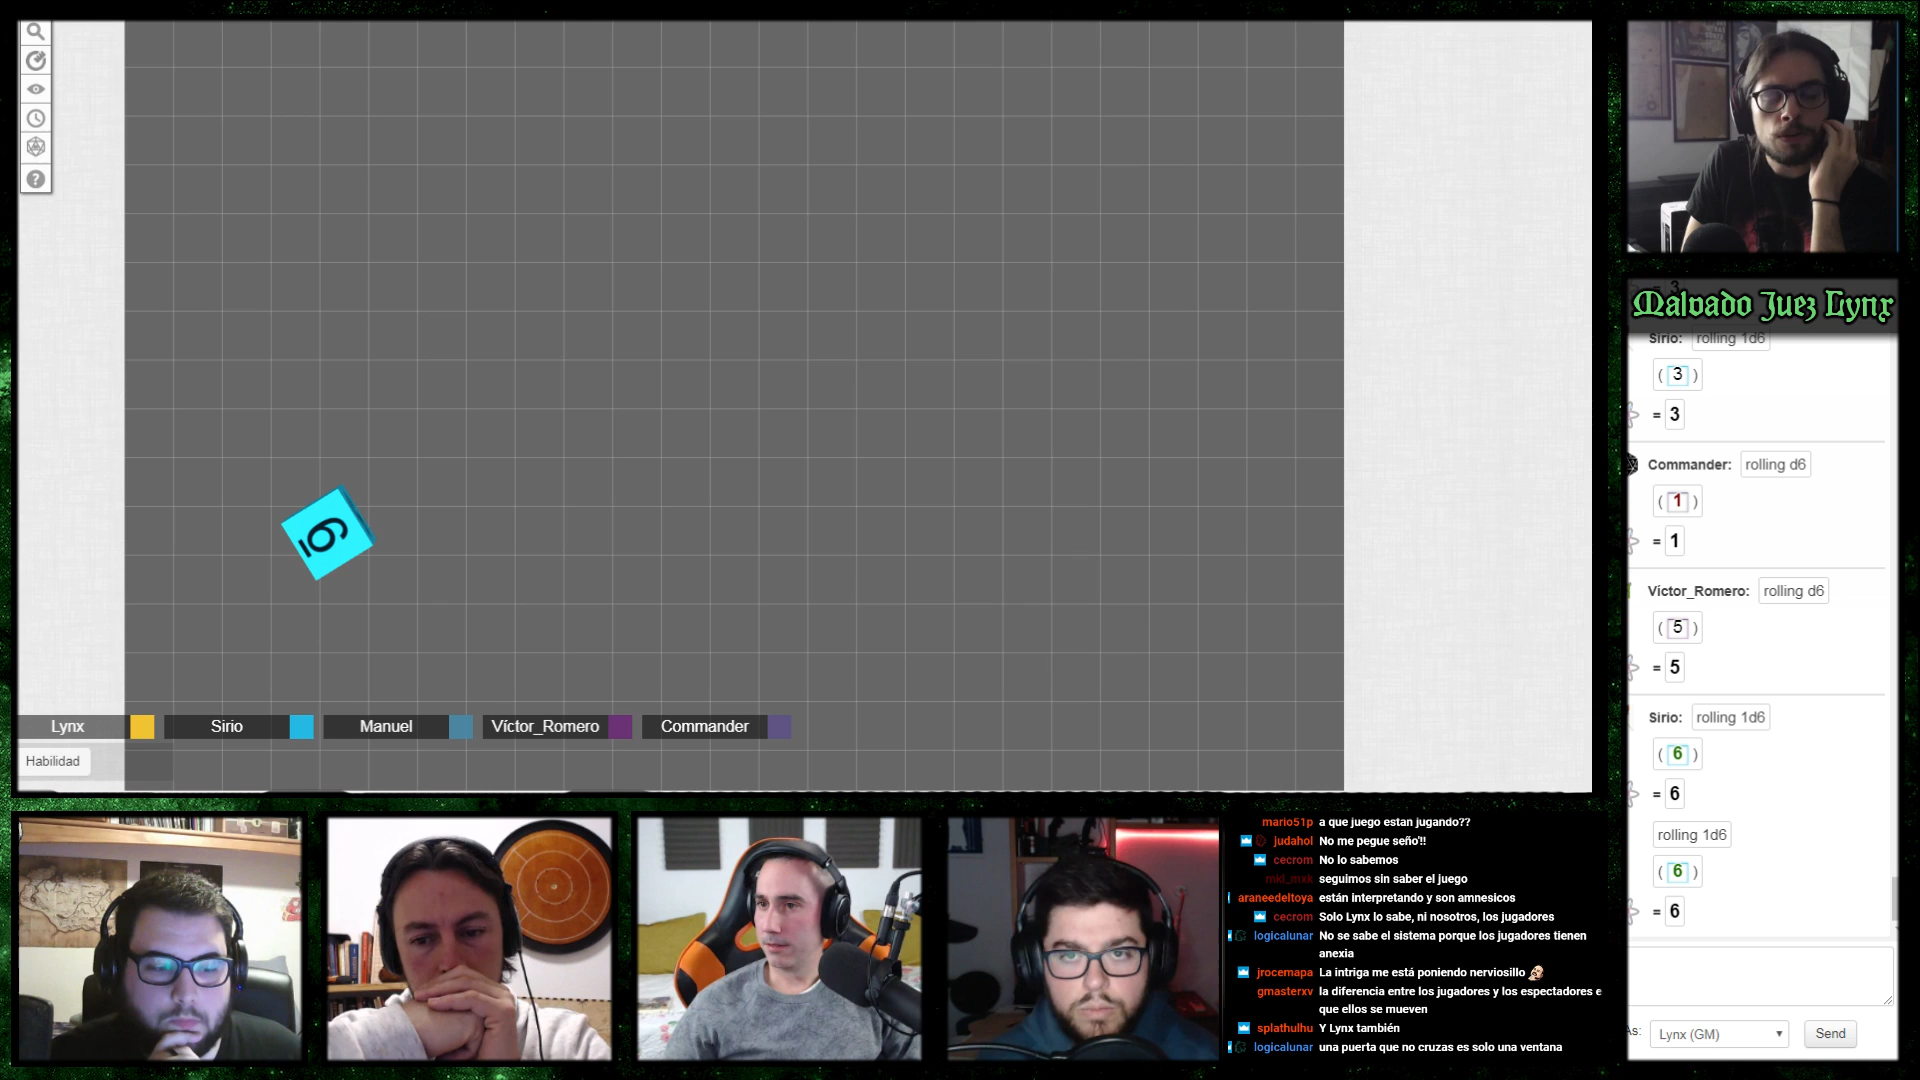 6
Lynx
Sirio
Manuel
Víctor_Romero
Commander
Habilidad
3
Malvado Juez Lynx
Sirio: rolling 1d6
( 3 )
= 3
Commander: rolling d6
( 1 )
= 1
Víctor_Romero: rolling d6
( 5 )
= 5
Sirio: rolling 1d6
( 6 )
= 6
rolling 1d6
( 6 )
= 6
As: Lynx (GM)
Send
mario51p a que juego estan jugando??
judahol No me pegue seño'!!
cecrom No lo sabemos
mkl_mxk seguimos sin saber el juego
araneedeltoya están interpretando y son amnesicos
cecrom Solo Lynx lo sabe, ni nosotros, los jugadores
logicalunar No se sabe el sistema porque los jugadores tienen
anexia
jrocemapa La intriga me está poniendo nerviosillo
gmasterxv la diferencia entre los jugadores y los espectadores e
que ellos se mueven
splathulhu Y Lynx también
logicalunar una puerta que no cruzas es solo una ventana